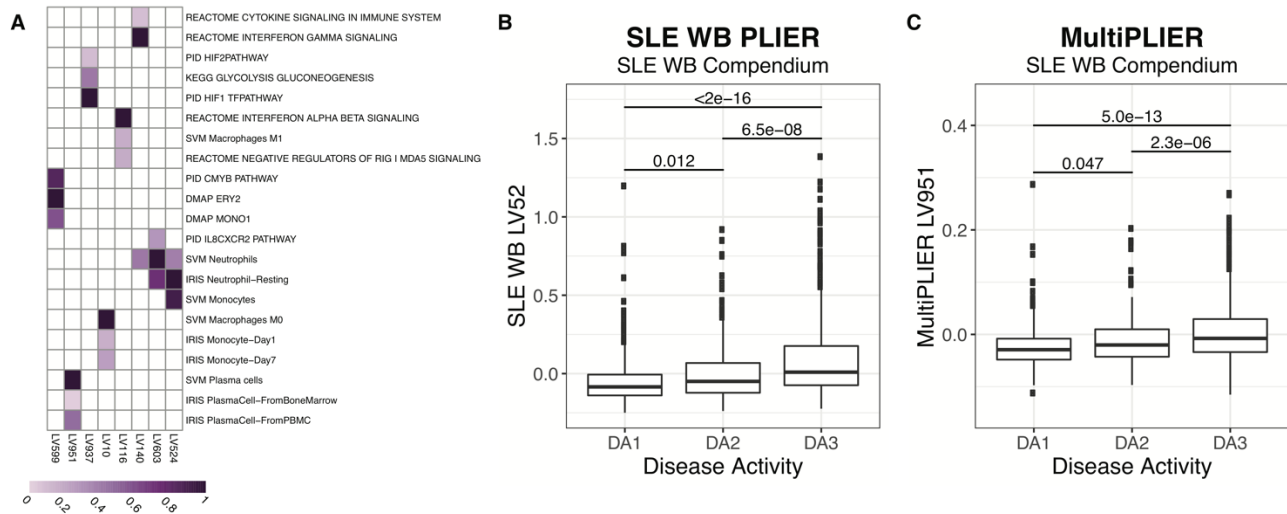 A
REACTOME CYTOKINE SIGNALING IN IMMUNE SYSTEM
REACTOME INTERFERON GAMMA SIGNALING
PID HIF2PATHWAY
KEGG GLYCOLYSIS GLUCONEOGENESIS
PID HIF1 TFPATHWAY
REACTOME INTERFERON ALPHA BETA SIGNALING
SVM Macrophages M1
REACTOME NEGATIVE REGULATORS OF RIG I MDA5 SIGNALING
PID CMYB PATHWAY
DMAP ERY2
DMAP MONO1
PID IL8CXCR2 PATHWAY
SVM Neutrophils
IRIS Neutrophil−Resting
SVM Monocytes
SVM Macrophages M0
IRIS Monocyte−Day1
IRIS Monocyte−Day7
SVM Plasma cells
IRIS PlasmaCell−FromBoneMarrow
IRIS PlasmaCell−FromPBMC
LV599
LV951
LV937
LV10
LV116
LV140
LV603
LV524
0
0.2
0.4
0.6
0.8
1
B
SLE WB PLIER
SLE WB Compendium
<2e−16
6.5e−08
0.012
SLE WB LV52
1.5
1.0
0.5
0.0
DA1 DA2 DA3
Disease Activity
C
MultiPLIER
SLE WB Compendium
5.0e−13
2.3e−06
0.047
MultiPLIER LV951
0.4
0.2
0.0
DA1 DA2 DA3
Disease Activity